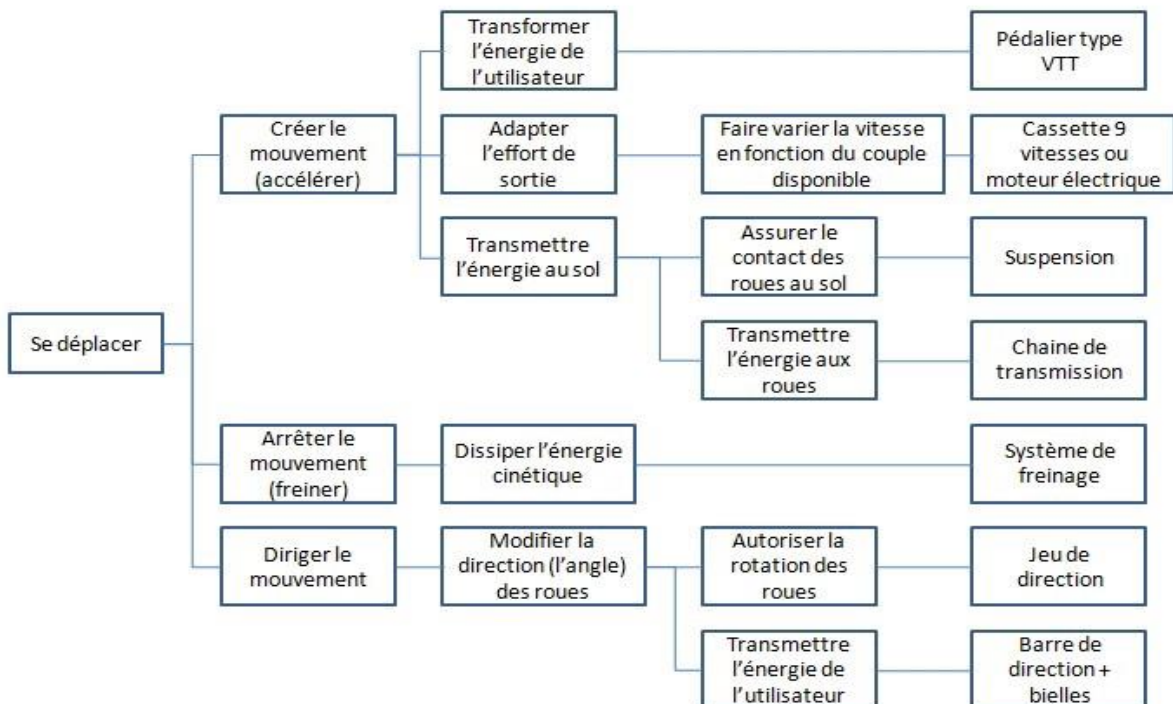 Transformer
l'énergie de
l'utilisateur
Pédalier type
VTT
Créer le
mouvement
(accélérer)
Adapter
l'effort de
sortie
Faire varier la vitesse
en fonction du couple
disponible
Cassette 9
vitesses ou
moteur électrique
Transmettre
l'énergie au sol
Assurer le
contact des
roues au sol
Suspension
Se déplacer
Transmettre
l'énergie aux
roues
Chaine de
transmission
Arrêter le
mouvement
(freiner)
Dissiper l'énergie
cinétique
Système de
freinage
Diriger le
mouvement
Modifier la
direction (l'angle)
des roues
Autoriser la
rotation des
roues
Jeu de
direction
Transmettre
l'énergie de
l'utilisateur
Barre de
direction +
bielles